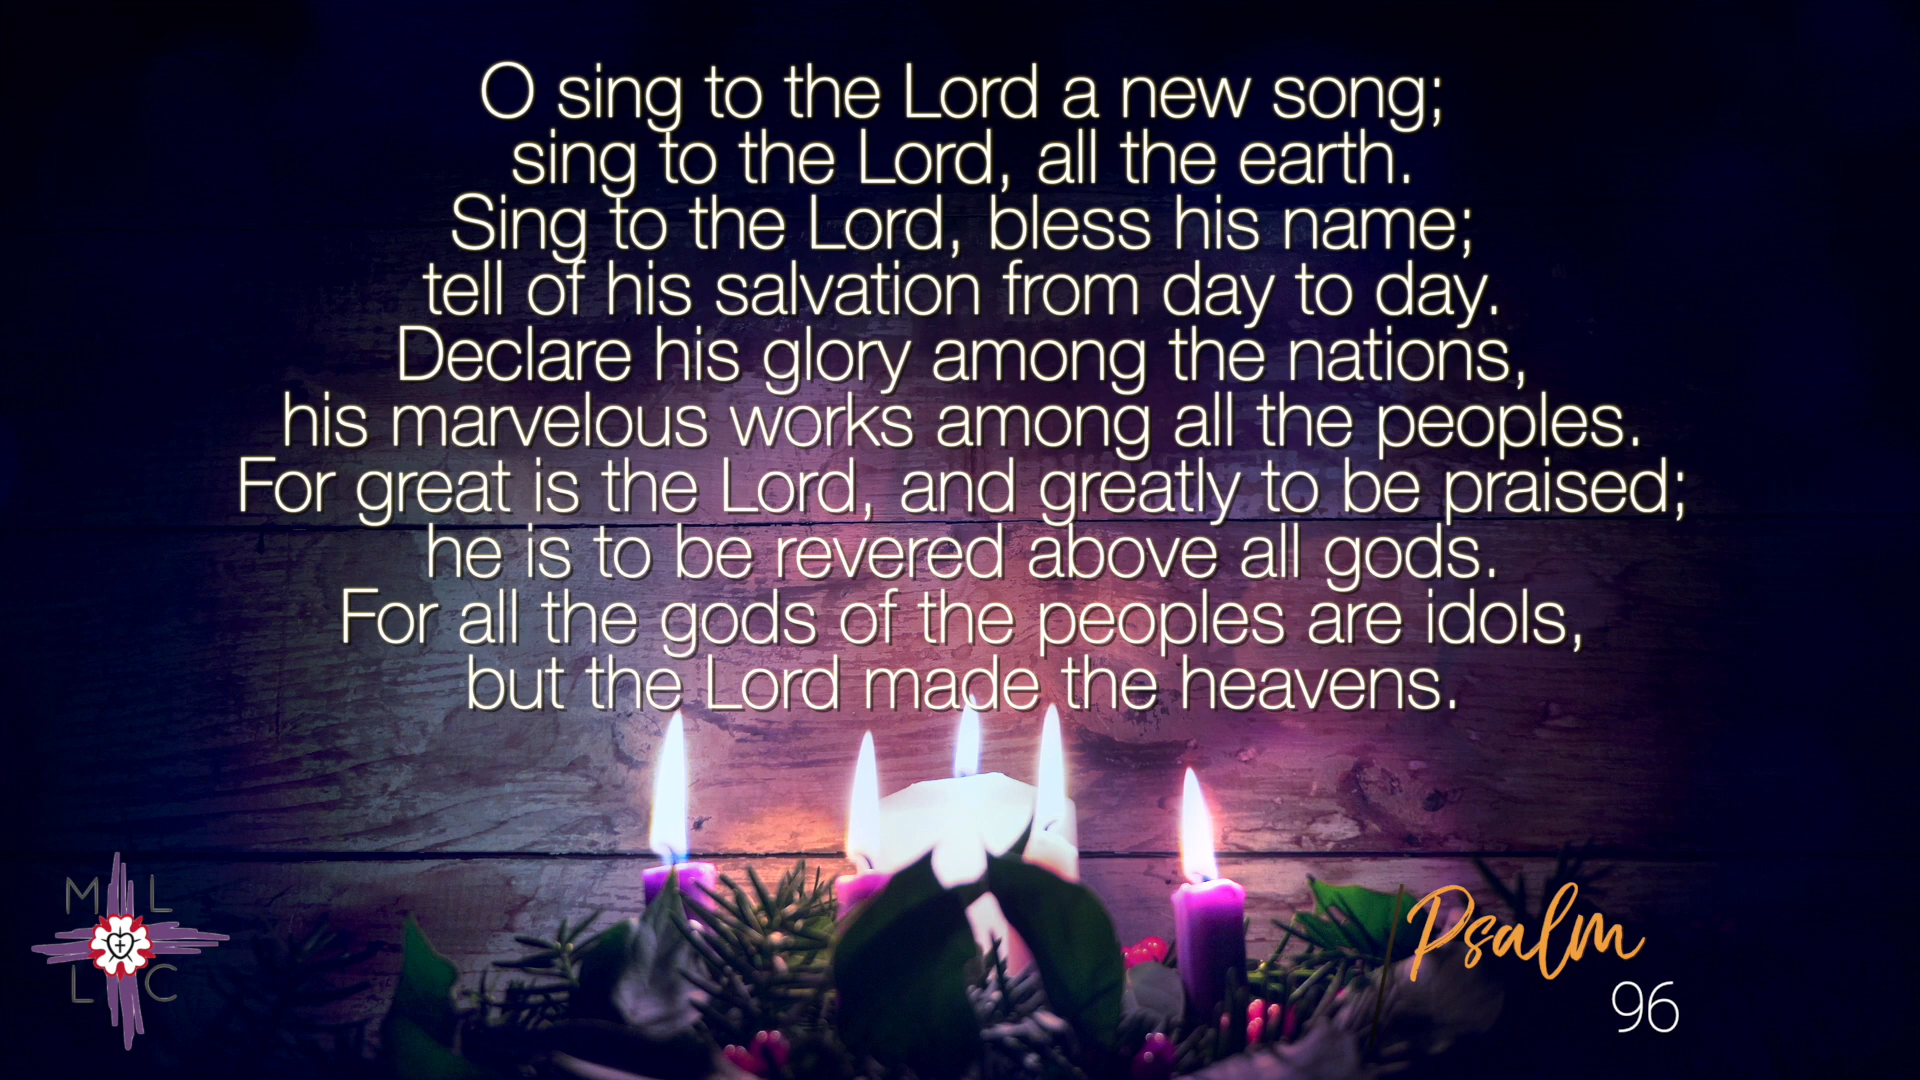 O sing to the Lord a new song;
sing to the Lord, all the earth.
Sing to the Lord, bless his name;
tell of his salvation from day to day.
Declare his glory among the nations,
his marvelous works among all the peoples.
For great is the Lord, and greatly to be praised;
he is to be revered above all gods.
For all the gods of the peoples are idols,
but the Lord made the heavens.
M L
L C
Psalm
96